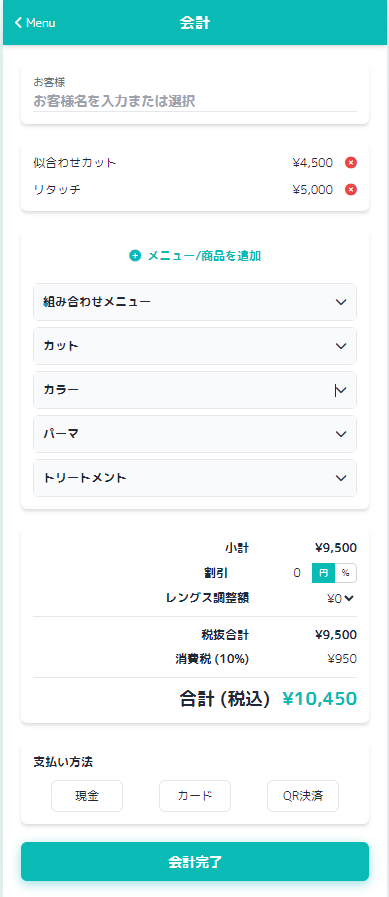 Menu 会計
お客様
お客様名を入力または選択
似合わせカット ¥4,500
リタッチ ¥5,000
メニュー/商品を追加
組み合わせメニュー
カット
カラー
パーマ
トリートメント
小計 ¥9,500
割引 0 円 %
レングス調整額 ¥0
税抜合計 ¥9,500
消費税 (10%) ¥950
合計 (税込) ¥10,450
支払い方法
現金 カード QR決済
会計完了